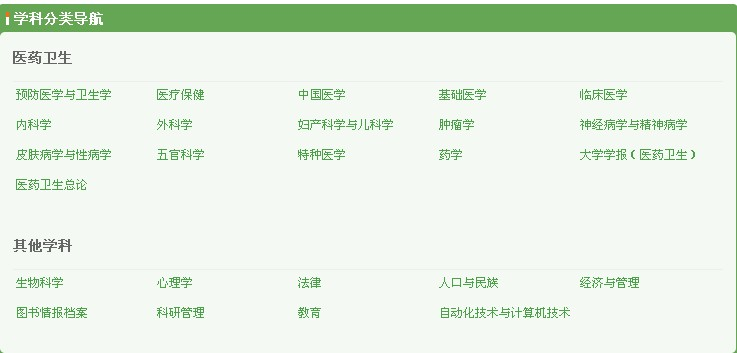 学科分类导航
医药卫生
预防医学与卫生学 医疗保健 中国医学 基础医学 临床医学
内科学 外科学 妇产科学与儿科学 肿瘤学 神经病学与精神病学
皮肤病学与性病学 五官科学 特种医学 药学 大学学报（医药卫生）
医药卫生总论
其他学科
生物科学 心理学 法律 人口与民族 经济与管理
图书情报档案 科研管理 教育 自动化技术与计算机技术